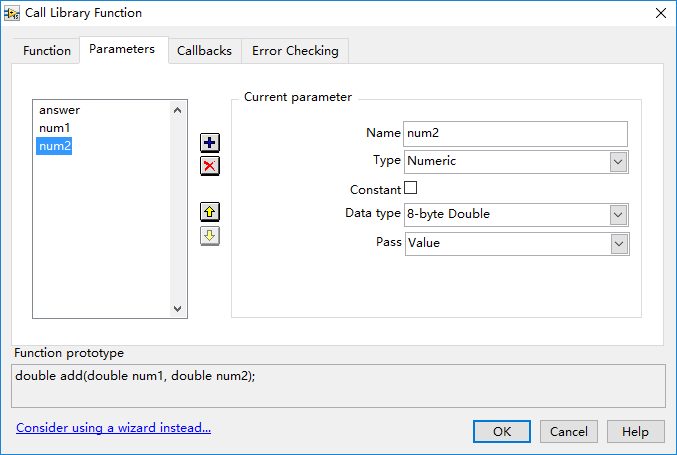 Call Library Function
Function Parameters Callbacks Error Checking
answer
num1
num2
Current parameter
Name num2
Type Numeric
Constant
Data type 8-byte Double
Pass Value
Function prototype
double add(double num1, double num2);
Consider using a wizard instead...
OK Cancel Help